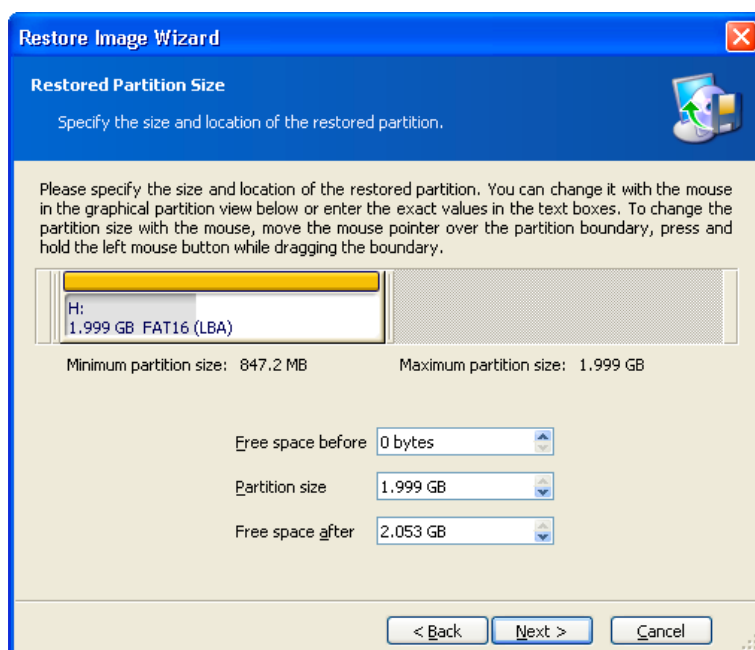 Restore Image Wizard
Restored Partition Size
Specify the size and location of the restored partition.
Please specify the size and location of the restored partition. You can change it with the mouse
in the graphical partition view below or enter the exact values in the text boxes. To change the
partition size with the mouse, move the mouse pointer over the partition boundary, press and
hold the left mouse button while dragging the boundary.
H:
1.999 GB FAT16 (LBA)
Minimum partition size: 847.2 MB Maximum partition size: 1.999 GB
Free space before 0 bytes
Partition size 1.999 GB
Free space after 2.053 GB
< Back Next > Cancel